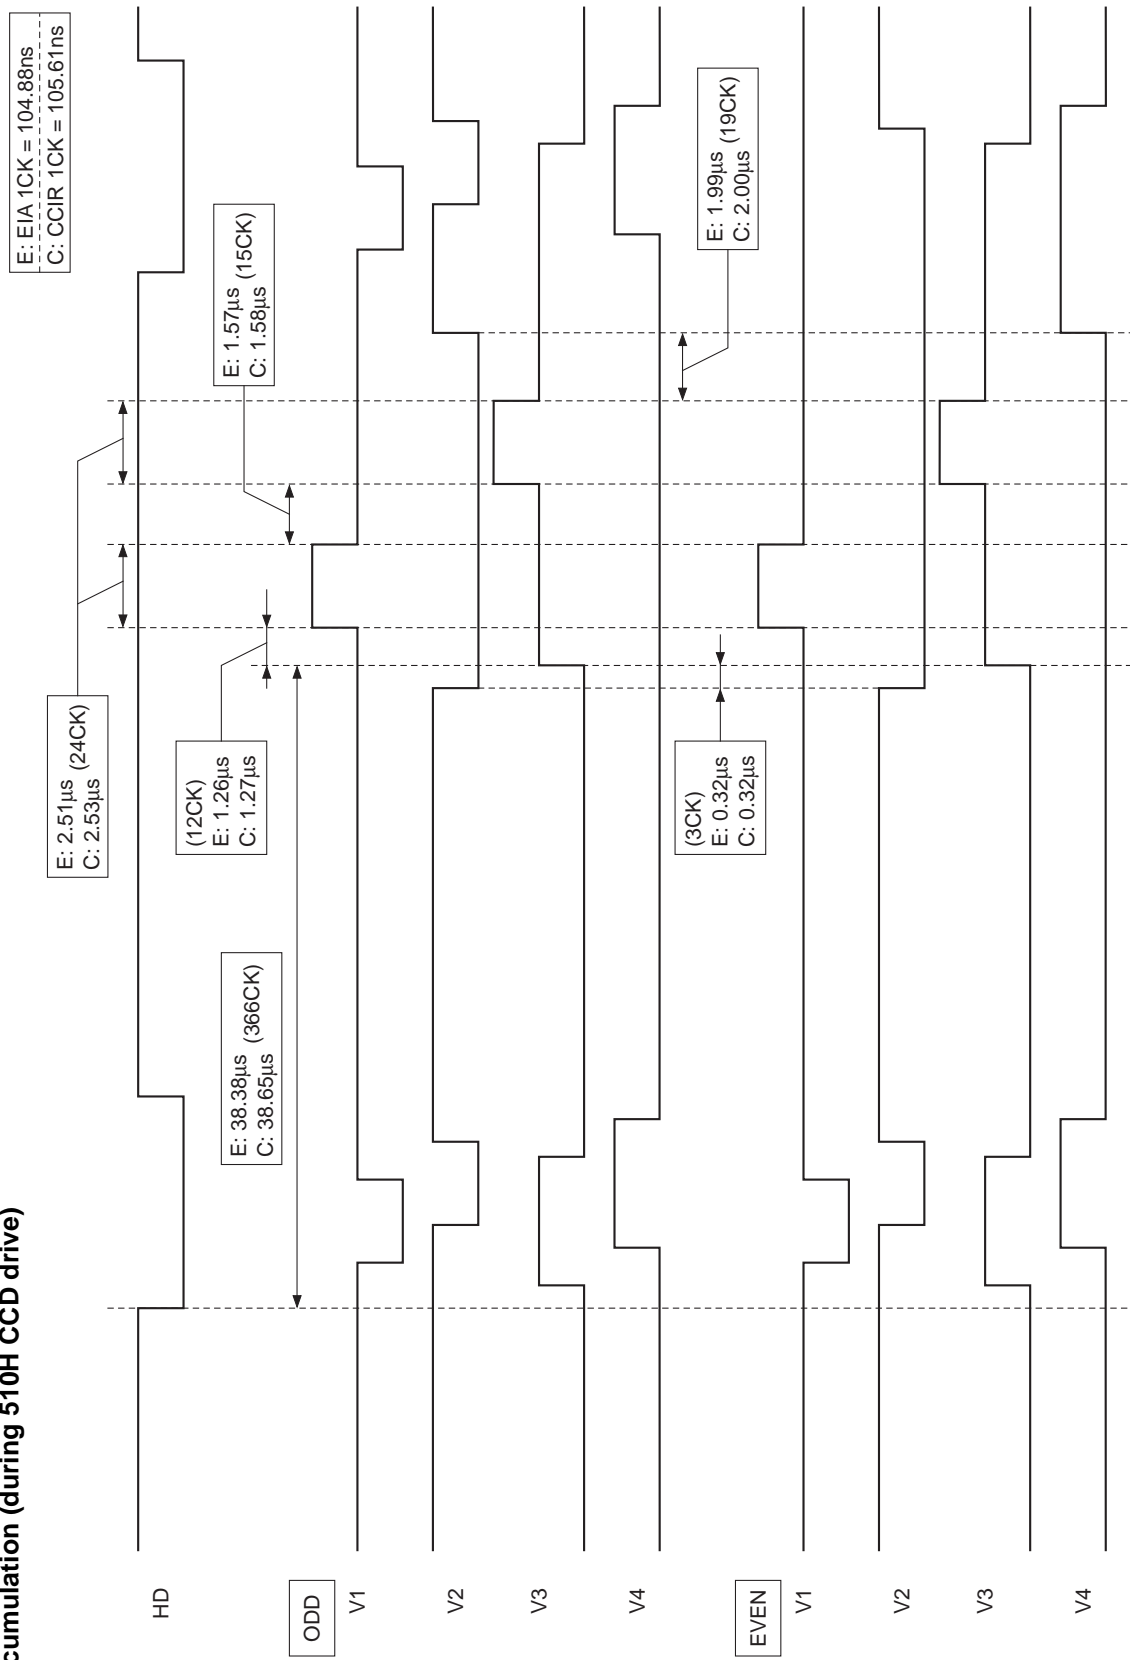 cumulation (during 510H CCD drive)
E: EIA 1CK = 104.88ns
C: CCIR 1CK = 105.61ns
HD
E: 2.51μs (24CK)
C: 2.53μs
E: 1.57μs (15CK)
C: 1.58μs
(12CK)
E: 1.26μs
C: 1.27μs
E: 38.38μs (366CK)
C: 38.65μs
ODD
V1
V2
V3
V4
E: 1.99μs (19CK)
C: 2.00μs
(3CK)
E: 0.32μs
C: 0.32μs
EVEN
V1
V2
V3
V4